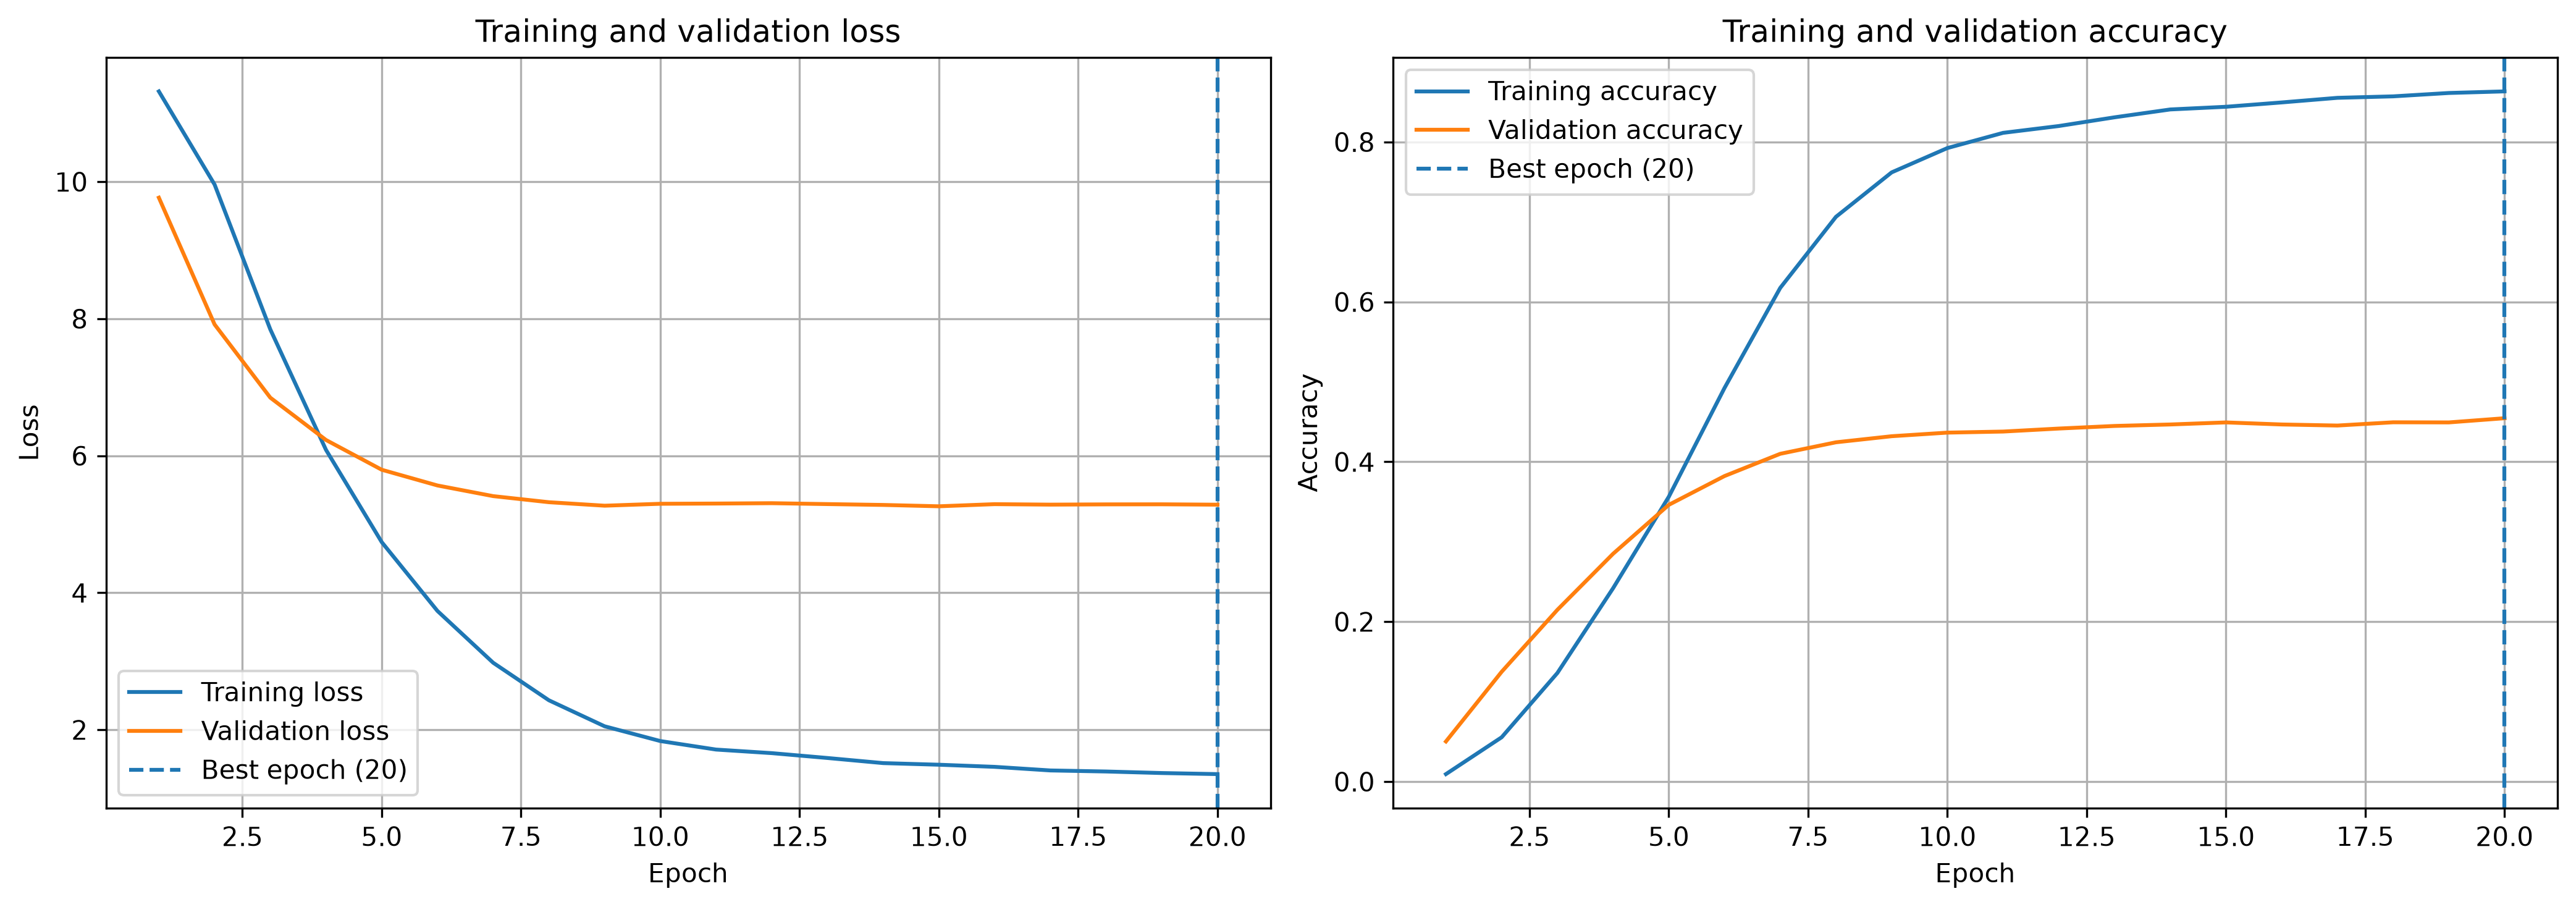 Training and validation loss
Loss
10
8
6
4
2
Training loss
Validation loss
Best epoch (20)
2.5 5.0 7.5 10.0 12.5 15.0 17.5 20.0
Epoch
Training and validation accuracy
Accuracy
Training accuracy
Validation accuracy
Best epoch (20)
0.8
0.6
0.4
0.2
0.0
2.5 5.0 7.5 10.0 12.5 15.0 17.5 20.0
Epoch